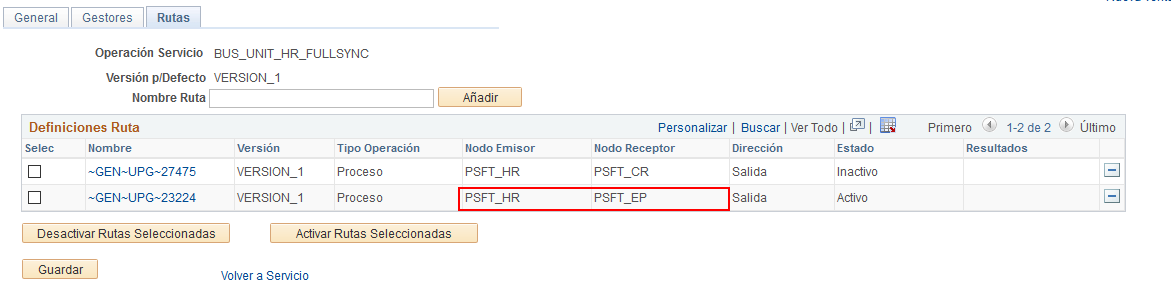 General Gestores Rutas
Operación Servicio BUS_UNIT_HR_FULLSYNC
Versión p/Defecto VERSION_1
Nombre Ruta Añadir
Definiciones Ruta Personalizar | Buscar | Ver Todo | | Primero 1-2 de 2 Último
Selec Nombre Versión Tipo Operación Nodo Emisor Nodo Receptor Dirección Estado Resultados
~GEN~UPG~27475 VERSION_1 Proceso PSFT_HR PSFT_CR Salida Inactivo
~GEN~UPG~23224 VERSION_1 Proceso PSFT_HR PSFT_EP Salida Activo
Desactivar Rutas Seleccionadas Activar Rutas Seleccionadas
Guardar Volver a Servicio